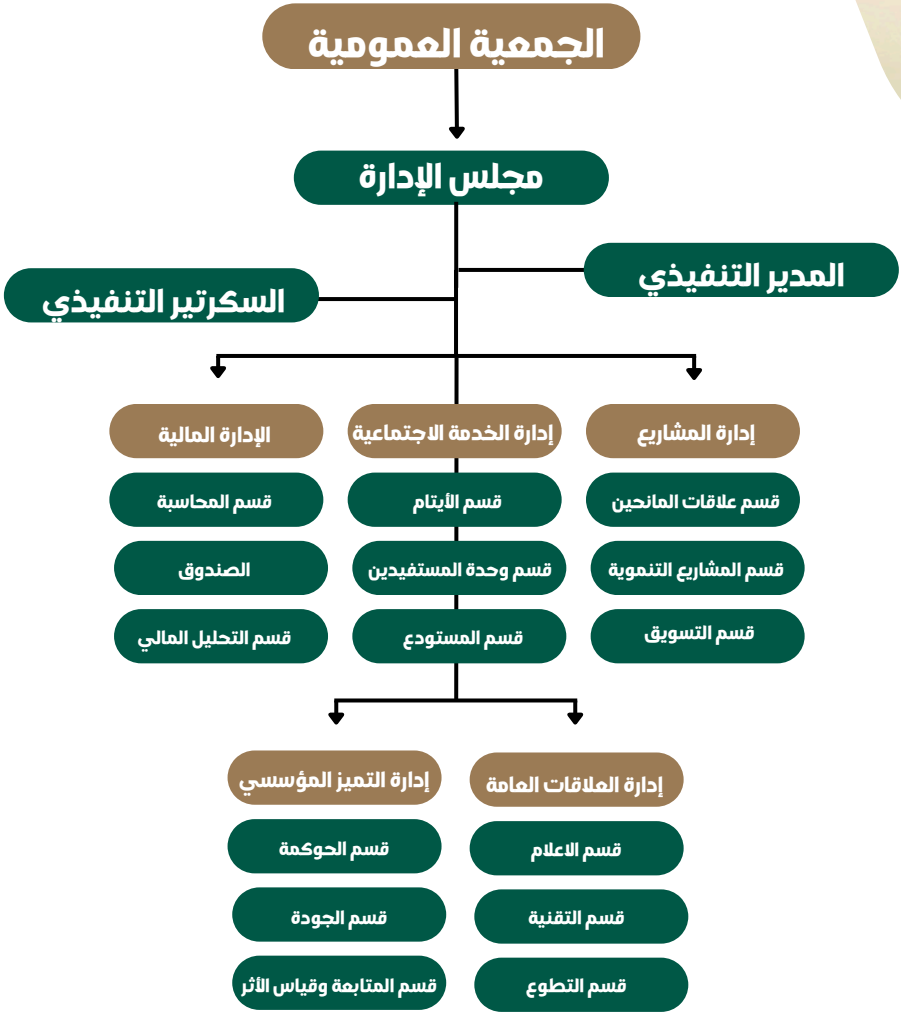 الجمعية العمومية
مجلس الإدارة
المدير التنفيذي
السكرتير التنفيذي
إدارة المشاريع
إدارة الخدمة الاجتماعية
الإدارة المالية
قسم علاقات المانحين
قسم الأيتام
قسم المحاسبة
قسم المشاريع التنموية
قسم وحدة المستفيدين
الصندوق
قسم التسويق
قسم المستودع
قسم التحليل المالي
إدارة العلاقات العامة
إدارة التميز المؤسسي
قسم الاعلام
قسم الحوكمة
قسم التقنية
قسم الجودة
قسم التطوع
قسم المتابعة وقياس الأثر